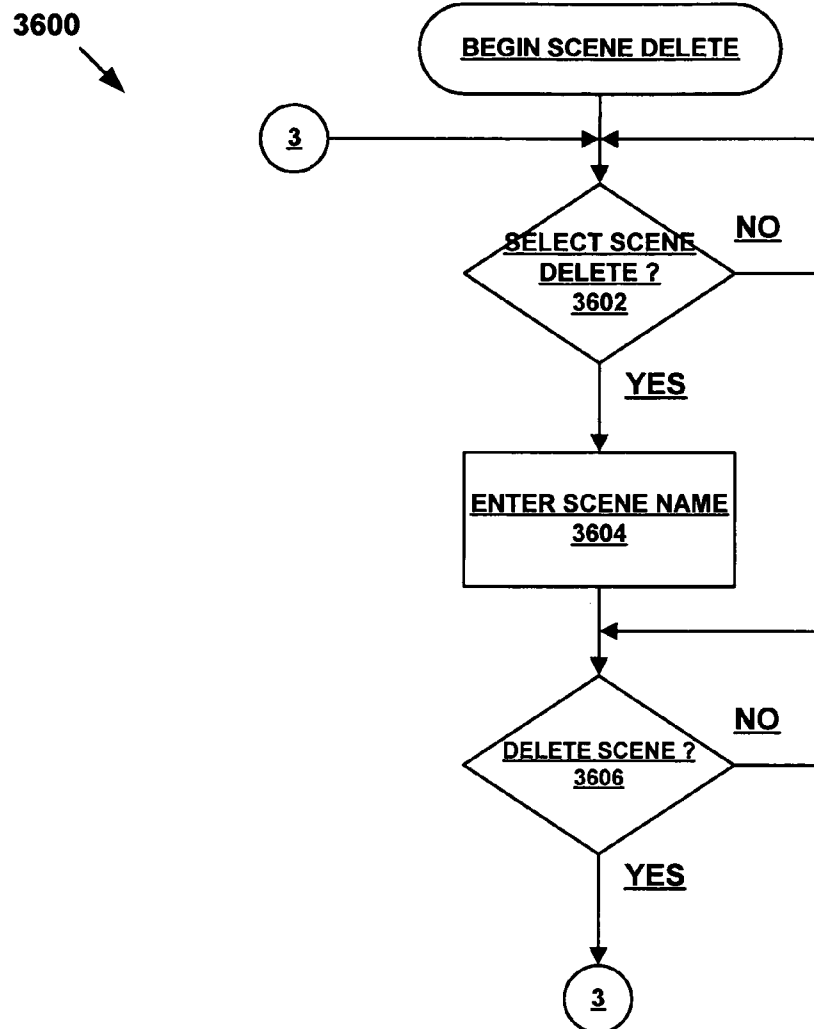 3600
BEGIN SCENE DELETE
3
SELECT SCENE
DELETE ?
3602
NO
YES
ENTER SCENE NAME
3604
DELETE SCENE ?
3606
NO
YES
3